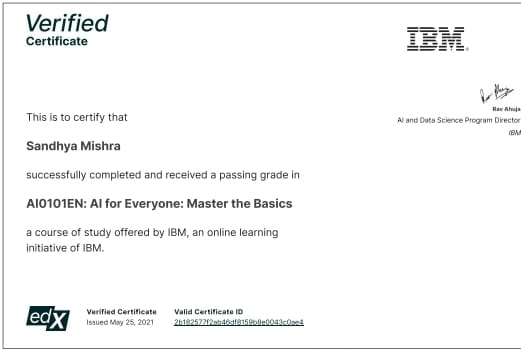 Verified
Certificate
IBM
This is to certify that
Sandhya Mishra
successfully completed and received a passing grade in
AI0101EN: AI for Everyone: Master the Basics
a course of study offered by IBM, an online learning
initiative of IBM.
Rav Ahuja
AI and Data Science Program Director
IBM
edX
Verified Certificate
Issued May 25, 2021
Valid Certificate ID
2b182577f2ab46df8159b8e0043c0ae4